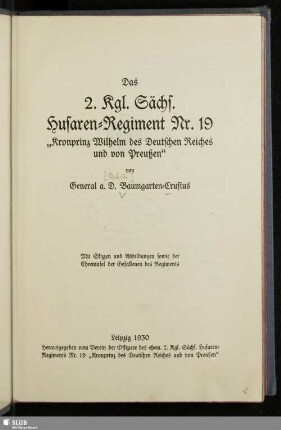 Das
2. Kgl. Sächs.
Husaren-Regiment Nr. 19
„Kronprinz Wilhelm des Deutschen Reiches
und von Preußen“
von
General a. D. Baumgarten-Crusius
Mit Skizzen und Abbildungen sowie der
Ehrentafel der Gefallenen des Regiments
Leipzig 1930
Herausgegeben vom Verein der Offiziere des ehem. 2. Kgl. Sächs. Husaren-
Regiments Nr. 19 „Kronprinz des Deutschen Reiches und von Preußen“
SLUB